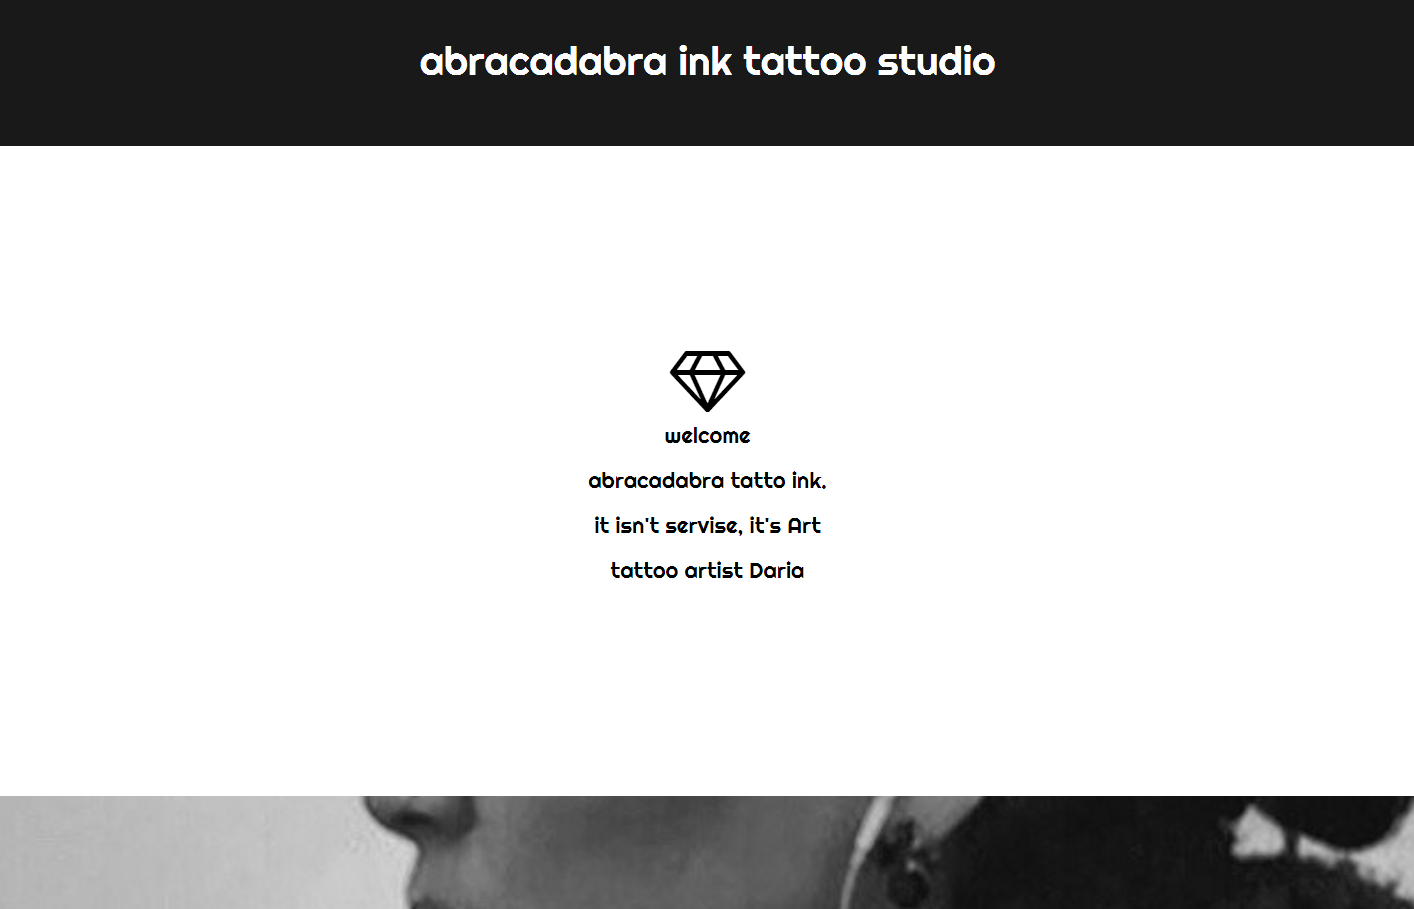 abracadabra ink tattoo studio
welcome
abracadabra tatto ink.
it isn't servise, it's Art
tattoo artist Daria